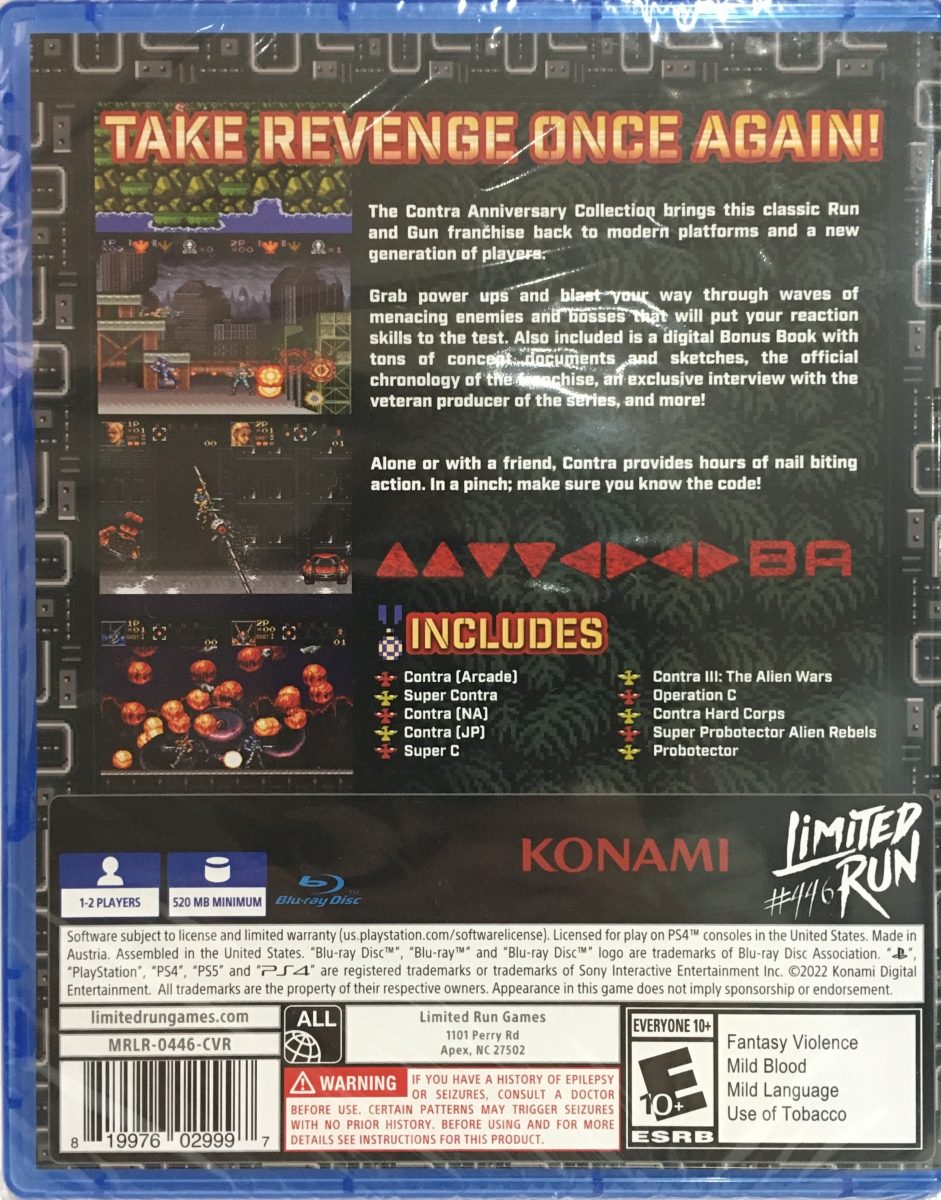 TAKE REVENGE ONCE AGAIN!
The Contra Anniversary Collection brings this classic Run
and Gun franchise back to modern platforms and a new
generation of players.
Grab power ups and blast your way through waves of
menacing enemies and bosses that will put your reaction
skills to the test. Also included is a digital Bonus Book with
tons of concept documents and sketches, the official
chronology of the franchise, an exclusive interview with the
veteran producer of the series, and more!
Alone or with a friend, Contra provides hours of nail biting
action. In a pinch; make sure you know the code!
▲▲▼▼◀▶◀▶BA
INCLUDES
Contra (Arcade)
Super Contra
Contra (NA)
Contra (JP)
Super C
Contra III: The Alien Wars
Operation C
Contra Hard Corps
Super Probotector Alien Rebels
Probotector
KONAMI
LIMITED
RUN
#446
1-2 PLAYERS
520 MB MINIMUM
Blu-ray Disc™
Software subject to license and limited warranty (us.playstation.com/softwarelicense). Licensed for play on PS4™ consoles in the United States. Made in
Austria. Assembled in the United States. “Blu-ray Disc™”, “Blu-ray™” and “Blu-ray Disc™” logo are trademarks of Blu-ray Disc Association. “ ”,
“PlayStation”, “PS4”, “PS5” and “PS4” are registered trademarks or trademarks of Sony Interactive Entertainment Inc. ©2022 Konami Digital
Entertainment. All trademarks are the property of their respective owners. Appearance in this game does not imply sponsorship or endorsement.
limitedrungames.com
MRLR-0446-CVR
8 19976 02999 7
ALL
Limited Run Games
1101 Perry Rd
Apex, NC 27502
WARNING
IF YOU HAVE A HISTORY OF EPILEPSY
OR SEIZURES, CONSULT A DOCTOR
BEFORE USE. CERTAIN PATTERNS MAY TRIGGER SEIZURES
WITH NO PRIOR HISTORY. BEFORE USING AND FOR MORE
DETAILS SEE INSTRUCTIONS FOR THIS PRODUCT.
EVERYONE 10+
E
10+
ESRB
Fantasy Violence
Mild Blood
Mild Language
Use of Tobacco